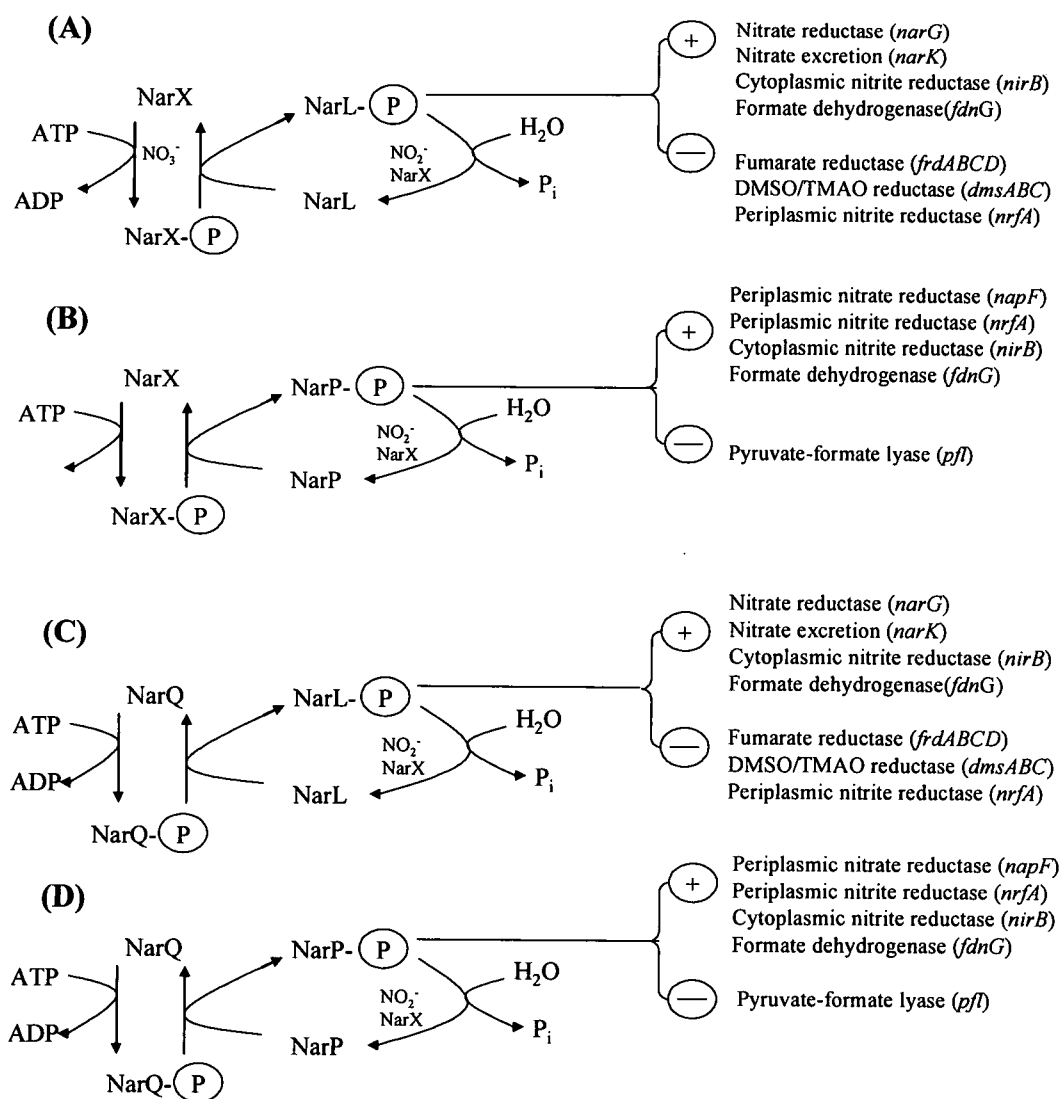 (A)
NarX
ATP
NO3-
ADP
NarX- P
NarL- P
H2O
NO2-
NarX
Pi
NarL
+
Nitrate reductase (narG)
Nitrate excretion (narK)
Cytoplasmic nitrite reductase (nirB)
Formate dehydrogenase(fdnG)
—
Fumarate reductase (frdABCD)
DMSO/TMAO reductase (dmsABC)
Periplasmic nitrite reductase (nrfA)
(B)
NarX
ATP
NarX- P
NarP- P
H2O
NO2-
NarX
Pi
NarP
+
Periplasmic nitrate reductase (napF)
Periplasmic nitrite reductase (nrfA)
Cytoplasmic nitrite reductase (nirB)
Formate dehydrogenase (fdnG)
—
Pyruvate-formate lyase (pfl)
(C)
NarQ
ATP
ADP
NarQ- P
NarL- P
H2O
NO2-
NarX
Pi
NarL
+
Nitrate reductase (narG)
Nitrate excretion (narK)
Cytoplasmic nitrite reductase (nirB)
Formate dehydrogenase(fdnG)
—
Fumarate reductase (frdABCD)
DMSO/TMAO reductase (dmsABC)
Periplasmic nitrite reductase (nrfA)
(D)
NarQ
ATP
ADP
NarQ- P
NarP- P
H2O
NO2-
NarX
Pi
NarP
+
Periplasmic nitrate reductase (napF)
Periplasmic nitrite reductase (nrfA)
Cytoplasmic nitrite reductase (nirB)
Formate dehydrogenase (fdnG)
—
Pyruvate-formate lyase (pfl)